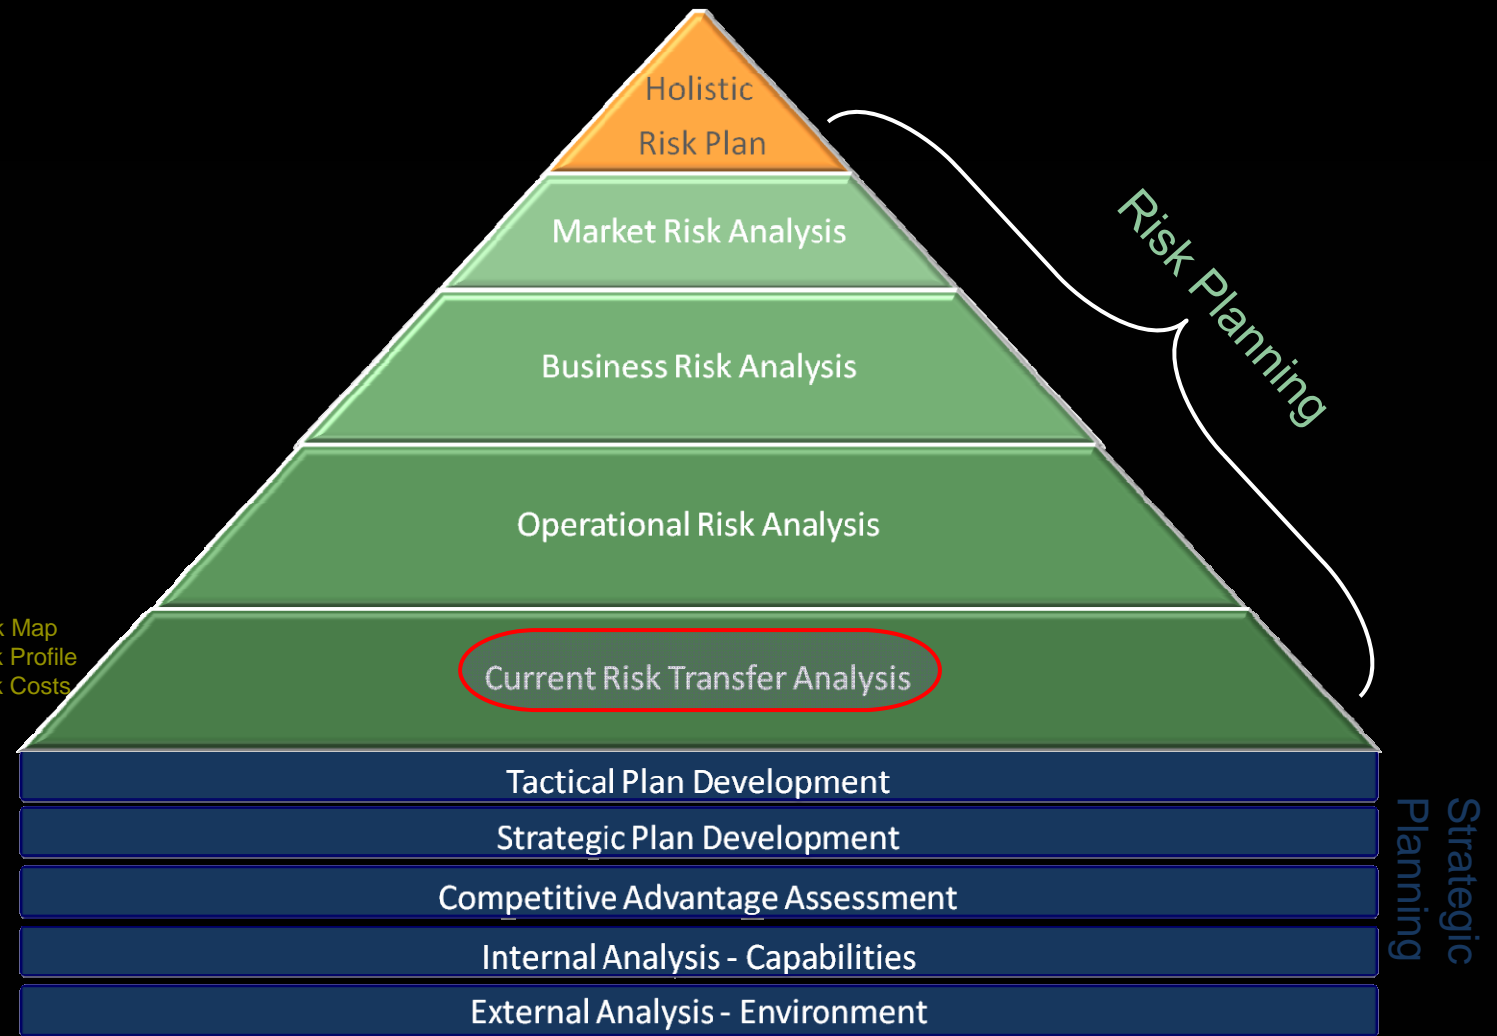 Holistic
Risk Plan
Market Risk Analysis
Risk Planning
Business Risk Analysis
Operational Risk Analysis
k Map
k Profile
k Costs
Current Risk Transfer Analysis
Tactical Plan Development
Strategic Plan Development
Competitive Advantage Assessment
Internal Analysis - Capabilities
External Analysis - Environment
Strategic
Planning